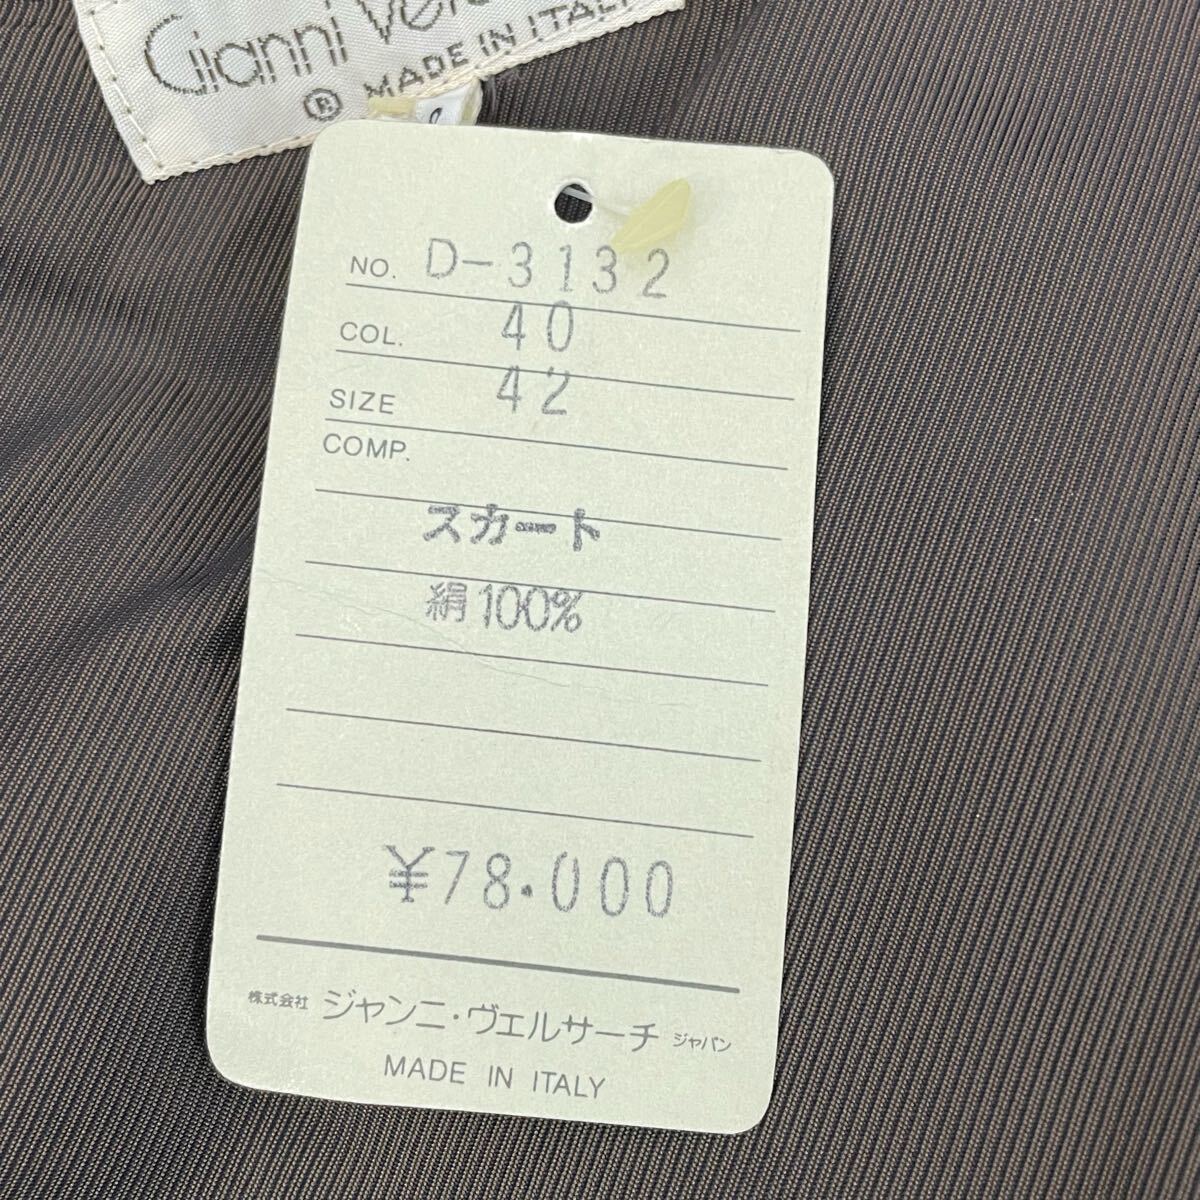 Gianni
® MADE IN ITALY
NO. D-3132
COL. 40
SIZE 42
COMP.
スカート
絹100%
¥78.000
株式会社 ジャンニ・ヴェルサーチ ジャパン
MADE IN ITALY